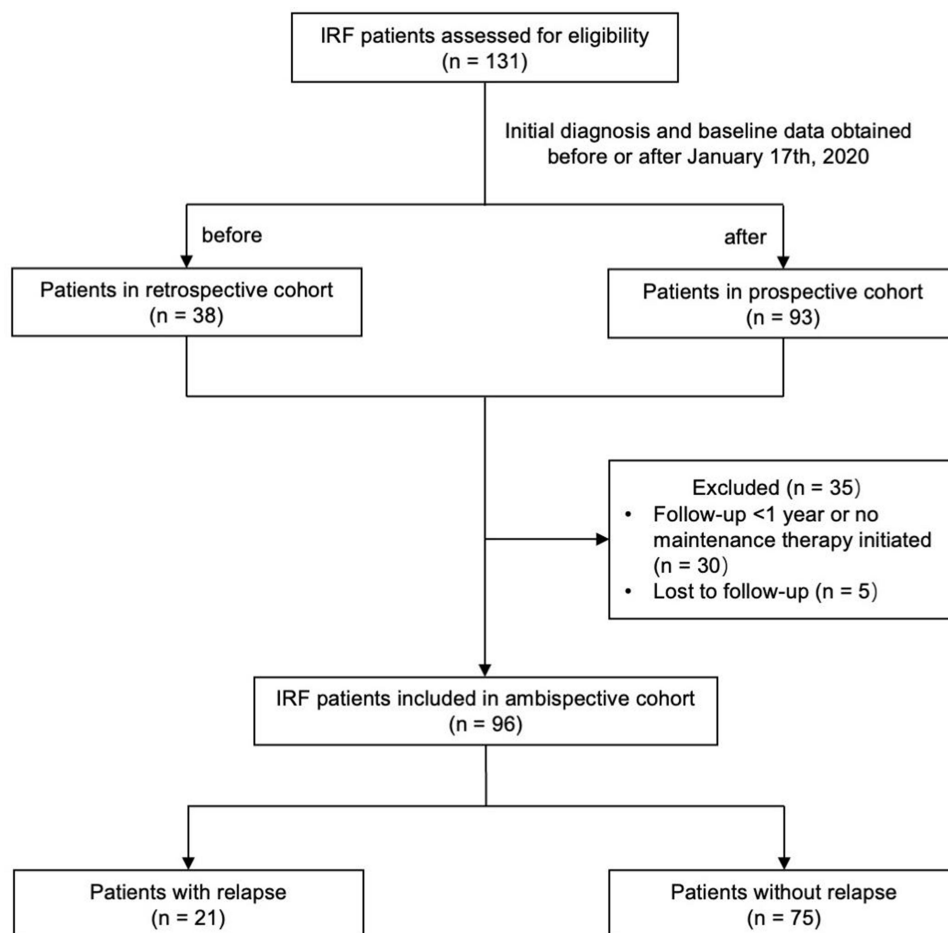 IRF patients assessed for eligibility
(n = 131)
Initial diagnosis and baseline data obtained
before or after January 17th, 2020
before
after
Patients in retrospective cohort
(n = 38)
Patients in prospective cohort
(n = 93)
Excluded (n = 35)
• Follow-up <1 year or no
maintenance therapy initiated
(n = 30)
• Lost to follow-up (n = 5)
IRF patients included in ambispective cohort
(n = 96)
Patients with relapse
(n = 21)
Patients without relapse
(n = 75)